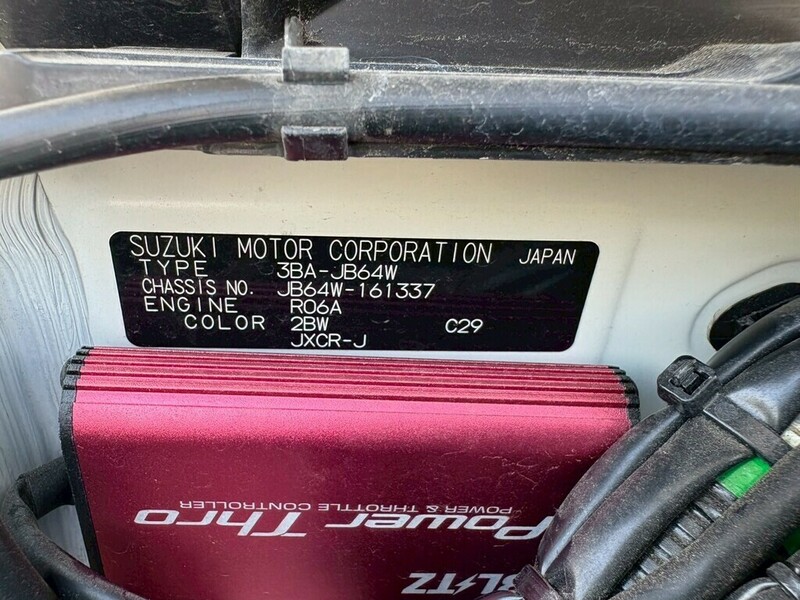 SUZUKI MOTOR CORPORATION JAPAN
TYPE 3BA-JB64W
CHASSIS NO. JB64W-161337
ENGINE R06A
COLOR 2BW C29
JXCR-J
BLITZ
Power Thro
POWER & THROTTLE CONTROLLER